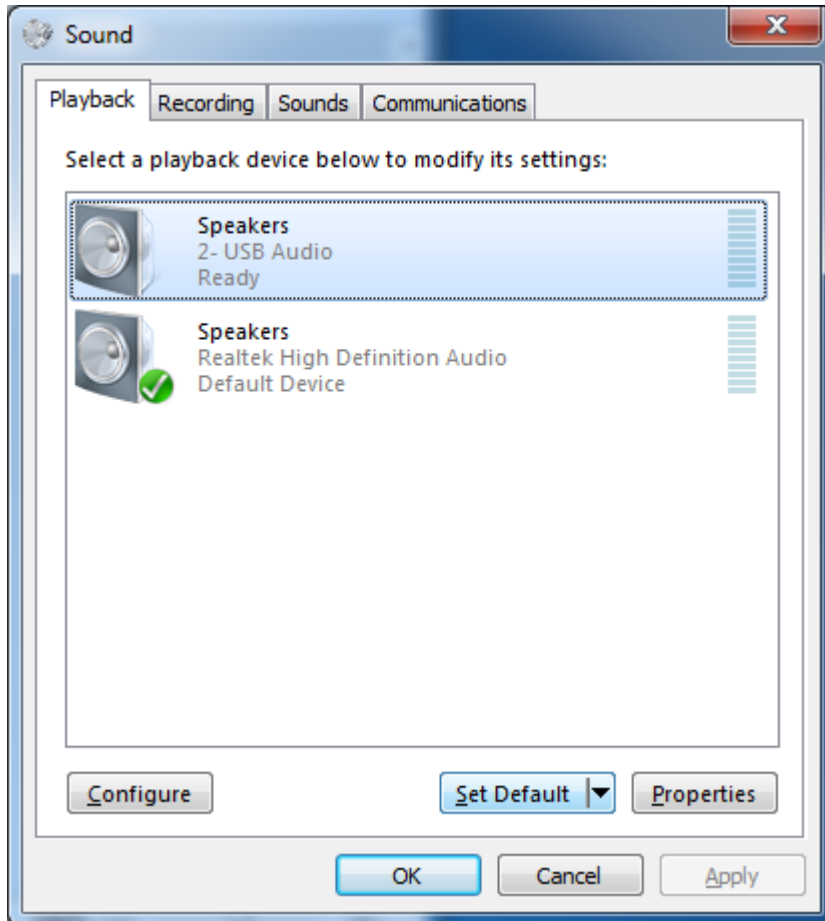 Sound
Playback Recording Sounds Communications
Select a playback device below to modify its settings:
Speakers
2- USB Audio
Ready
Speakers
Realtek High Definition Audio
Default Device
Configure Set Default Properties
OK Cancel Apply